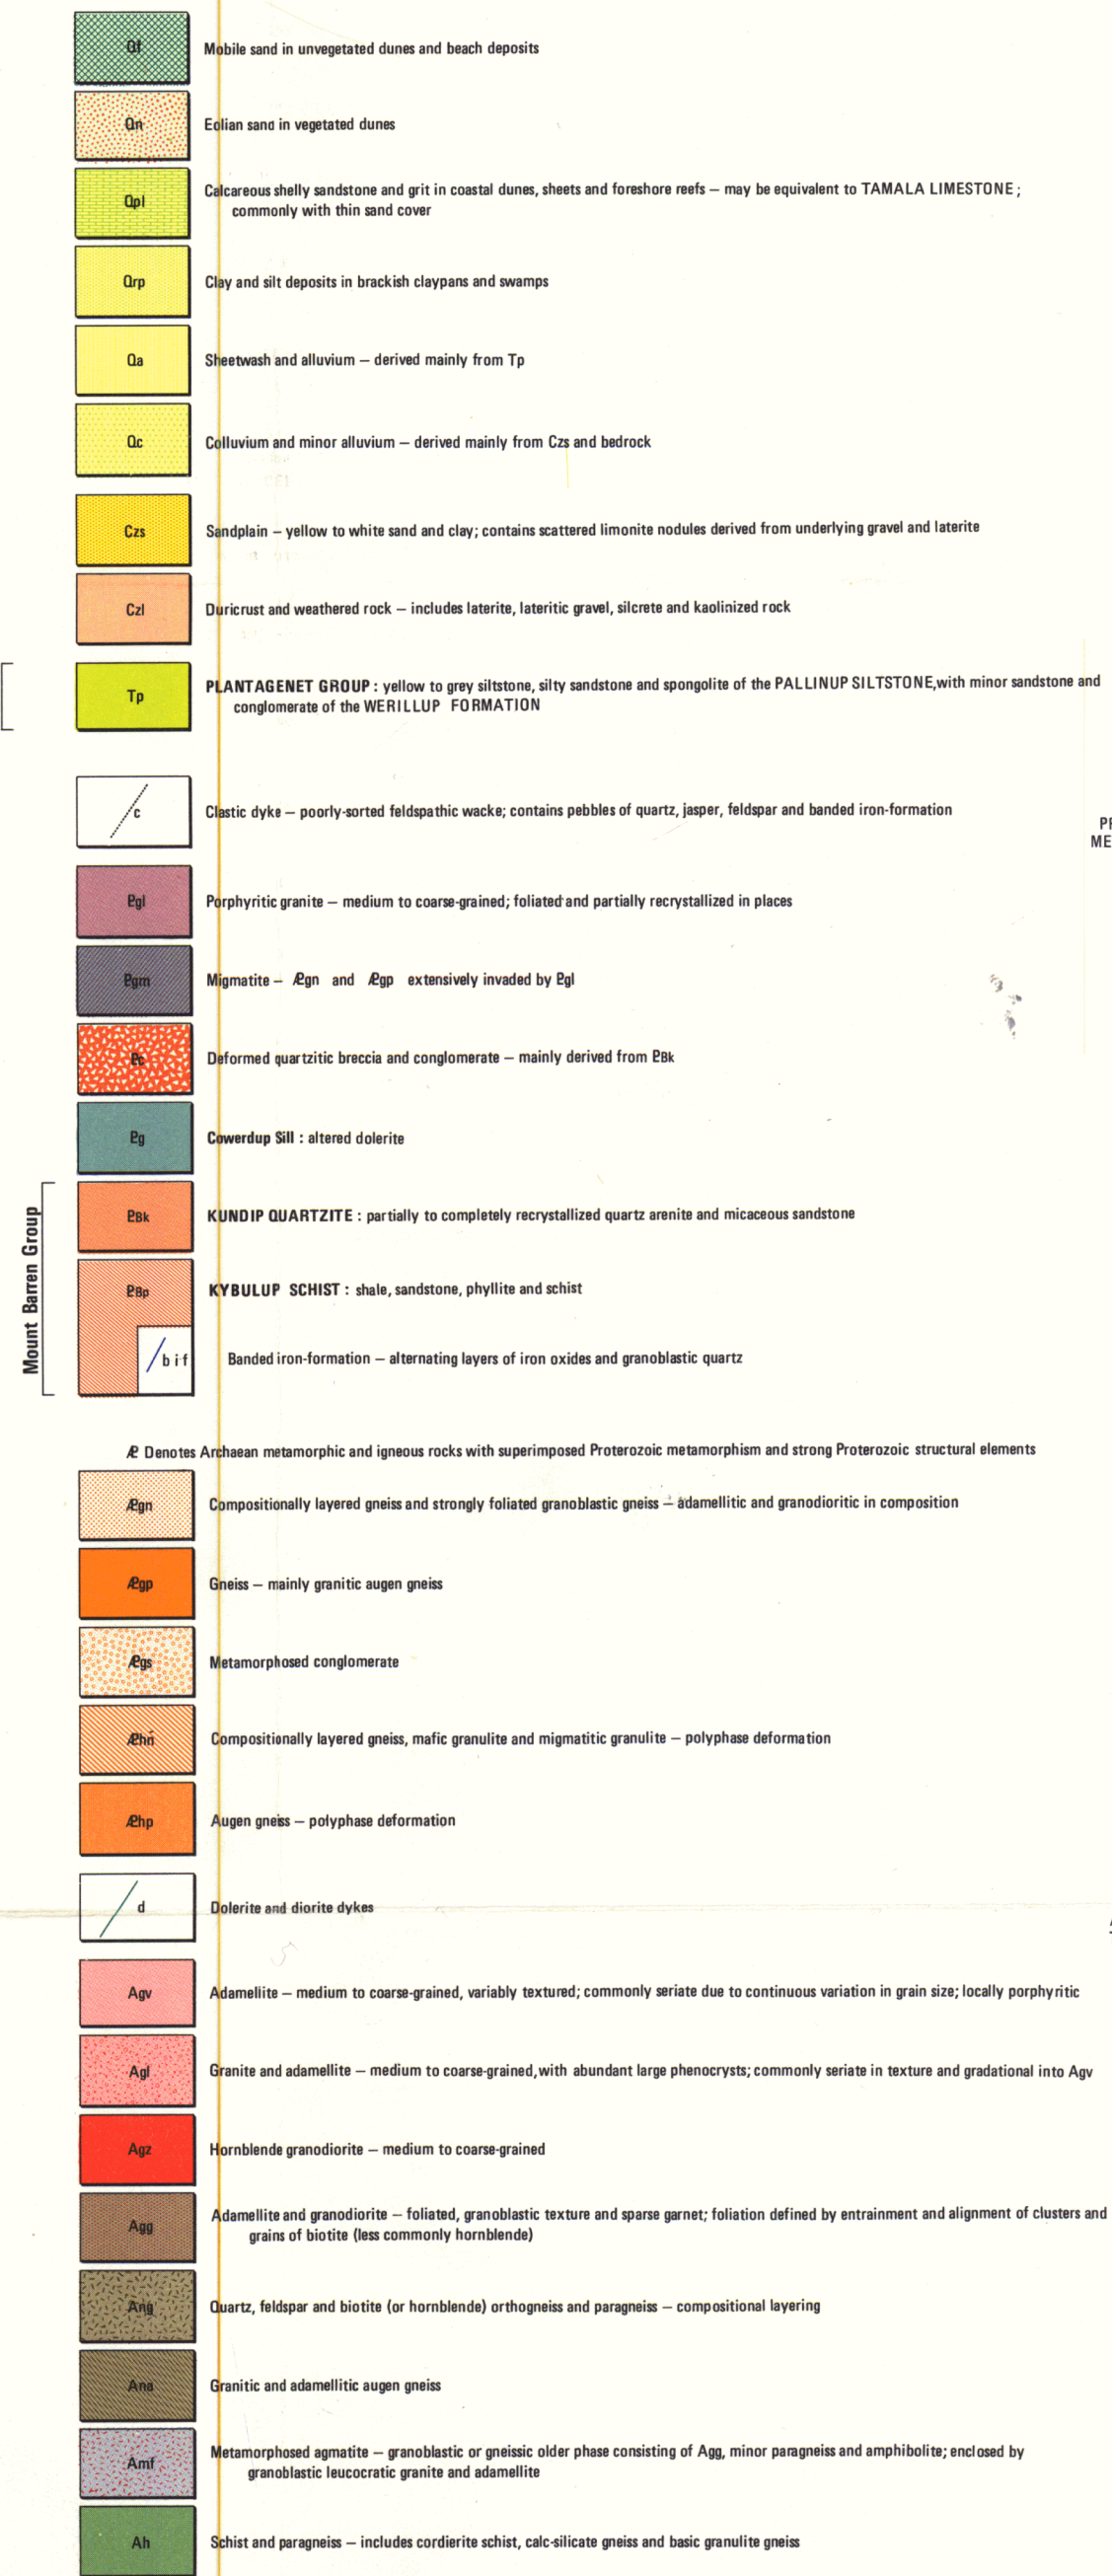 Qf Mobile sand in unvegetated dunes and beach deposits
Qn Eolian sand in vegetated dunes
Qpl Calcareous shelly sandstone and grit in coastal dunes, sheets and foreshore reefs – may be equivalent to TAMALA LIMESTONE ;
commonly with thin sand cover
Qrp Clay and silt deposits in brackish claypans and swamps
Qa Sheetwash and alluvium – derived mainly from Tp
Qc Colluvium and minor alluvium – derived mainly from Czs and bedrock
Czs Sandplain – yellow to white sand and clay; contains scattered limonite nodules derived from underlying gravel and laterite
Czl Duricrust and weathered rock – includes laterite, lateritic gravel, silcrete and kaolinized rock
Tp PLANTAGENET GROUP : yellow to grey siltstone, silty sandstone and spongolite of the PALLINUP SILTSTONE, with minor sandstone and
conglomerate of the WERILLUP FORMATION
c Clastic dyke – poorly-sorted feldspathic wacke; contains pebbles of quartz, jasper, feldspar and banded iron-formation
Pgl Porphyritic granite – medium to coarse-grained; foliated and partially recrystallized in places
Pgm Migmatite – Ægn and Ægp extensively invaded by Pgl
Pc Deformed quartzitic breccia and conglomerate – mainly derived from PBk
Pg Cowerdup Sill : altered dolerite
Mount Barren Group
PBk KUNDIP QUARTZITE : partially to completely recrystallized quartz arenite and micaceous sandstone
PBp KYBULUP SCHIST : shale, sandstone, phyllite and schist
b i f Banded iron-formation – alternating layers of iron oxides and granoblastic quartz
Æ Denotes Archaean metamorphic and igneous rocks with superimposed Proterozoic metamorphism and strong Proterozoic structural elements
Ægn Compositionally layered gneiss and strongly foliated granoblastic gneiss – adamellitic and granodioritic in composition
Ægp Gneiss – mainly granitic augen gneiss
Ægs Metamorphosed conglomerate
Æhn Compositionally layered gneiss, mafic granulite and migmatitic granulite – polyphase deformation
Æhp Augen gneiss – polyphase deformation
d Dolerite and diorite dykes
Agv Adamellite – medium to coarse-grained, variably textured; commonly seriate due to continuous variation in grain size; locally porphyritic
Agl Granite and adamellite – medium to coarse-grained, with abundant large phenocrysts; commonly seriate in texture and gradational into Agv
Agz Hornblende granodiorite – medium to coarse-grained
Agg Adamellite and granodiorite – foliated, granoblastic texture and sparse garnet; foliation defined by entrainment and alignment of clusters and
grains of biotite (less commonly hornblende)
Ang Quartz, feldspar and biotite (or hornblende) orthogneiss and paragneiss – compositional layering
Ana Granitic and adamellitic augen gneiss
Amf Metamorphosed agmatite – granoblastic or gneissic older phase consisting of Agg, minor paragneiss and amphibolite; enclosed by
granoblastic leucocratic granite and adamellite
Ah Schist and paragneiss – includes cordierite schist, calc-silicate gneiss and basic granulite gneiss